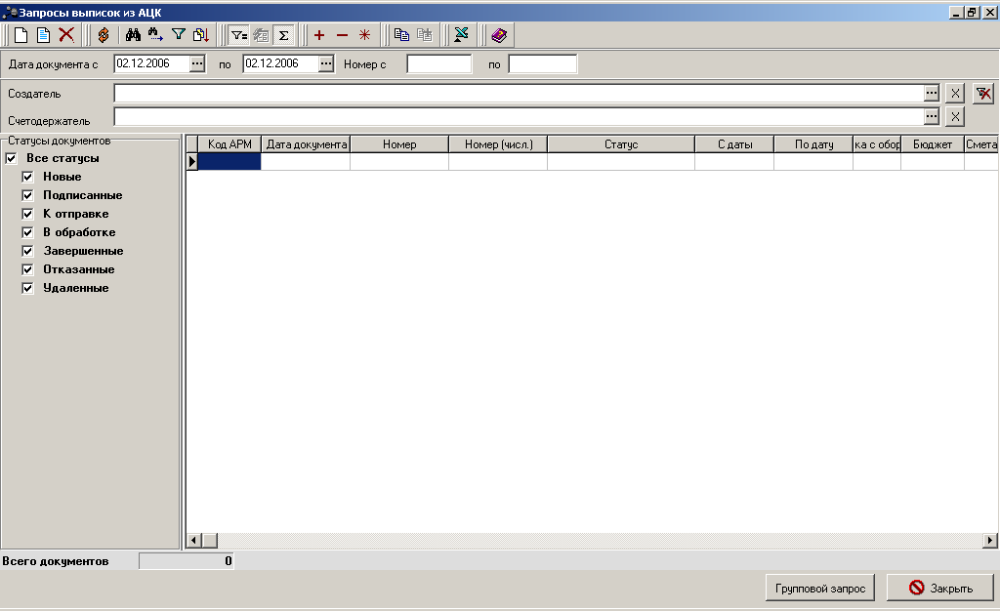 Запросы выписок из АЦК
Дата документа с 02.12.2006 по 02.12.2006 Номер с по
Создатель
Счетодержатель
Статусы документов
Все статусы
Новые
Подписанные
К отправке
В обработке
Завершенные
Отказанные
Удаленные
Код АРМ Дата документа Номер Номер (числ.) Статус С даты По дату ка с обор Бюджет Смета
Всего документов 0
Групповой запрос Закрыть